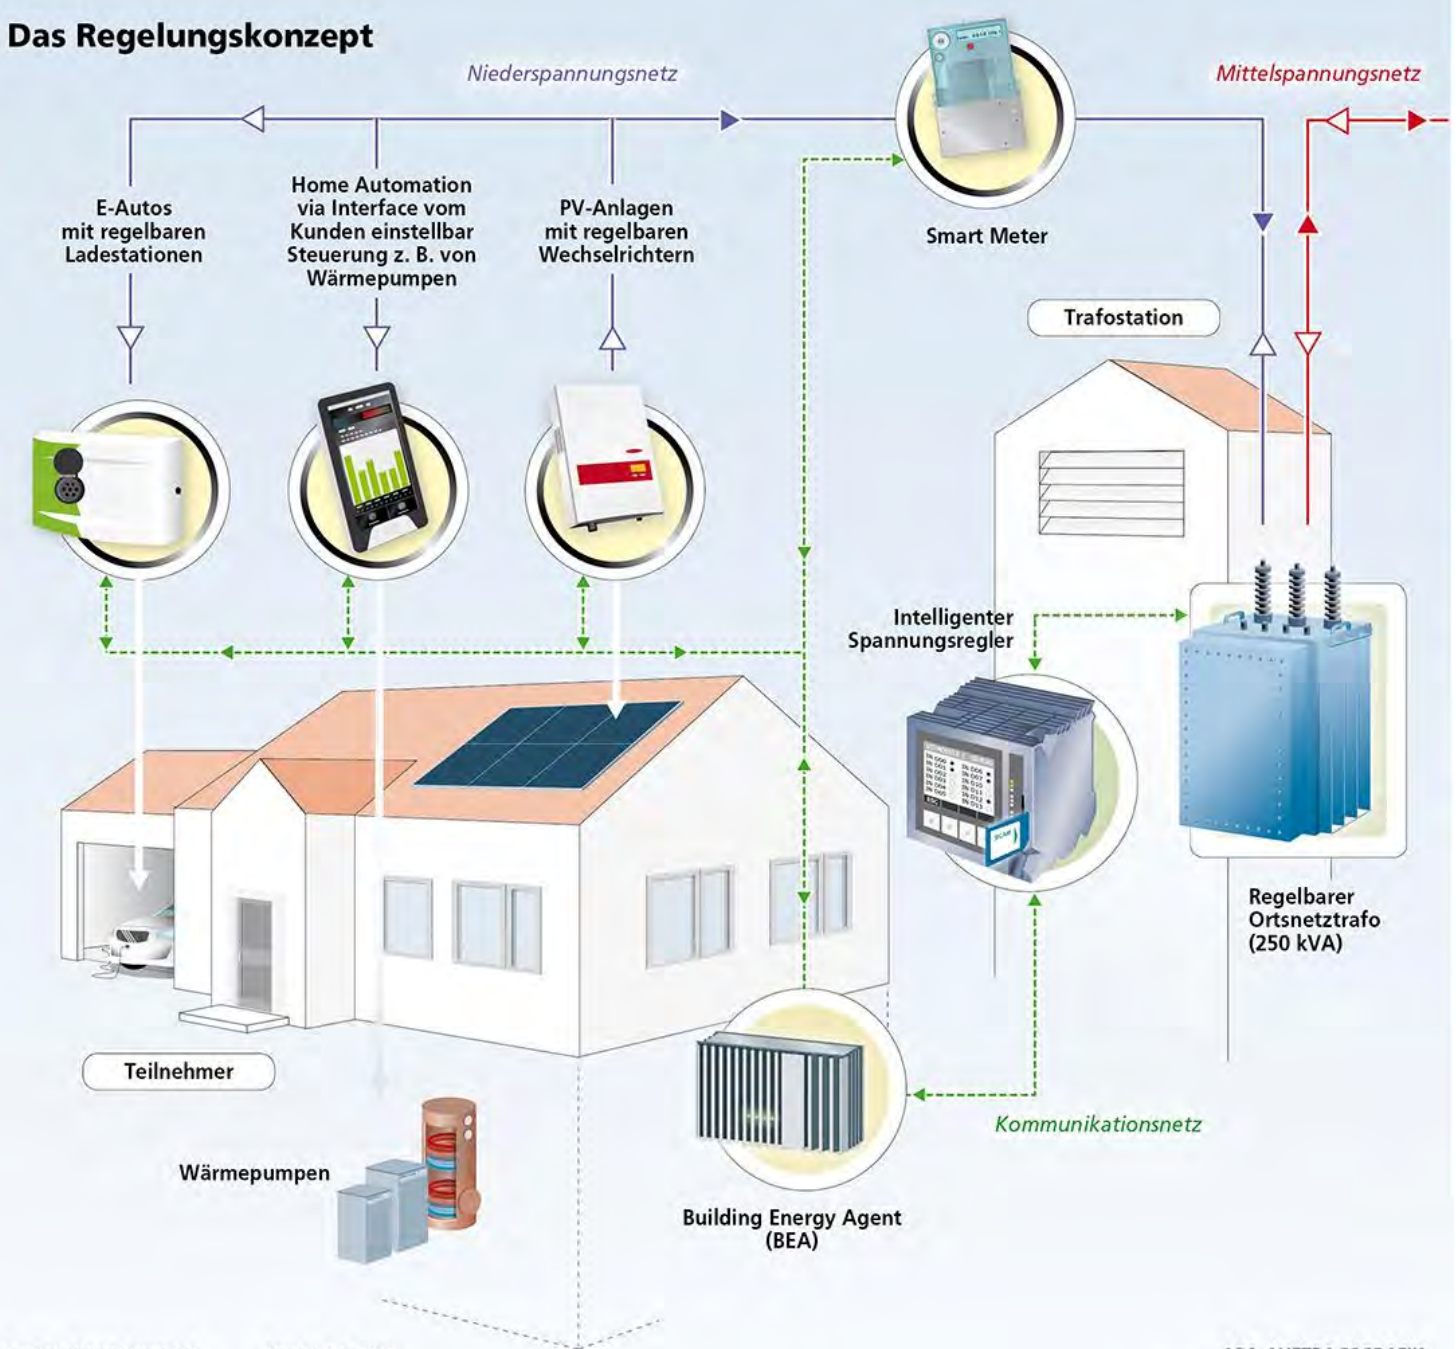 Das Regelungskonzept
Niederspannungsnetz
Mittelspannungsnetz
E-Autos
mit regelbaren
Ladestationen
Home Automation
via Interface vom
Kunden einstellbar
Steuerung z. B. von
Wärmepumpen
PV-Anlagen
mit regelbaren
Wechselrichtern
Smart Meter
Trafostation
Intelligenter
Spannungsregler
Regelbarer
Ortsnetztrafo
(250 kVA)
Teilnehmer
Wärmepumpen
Building Energy Agent
(BEA)
Kommunikationsnetz